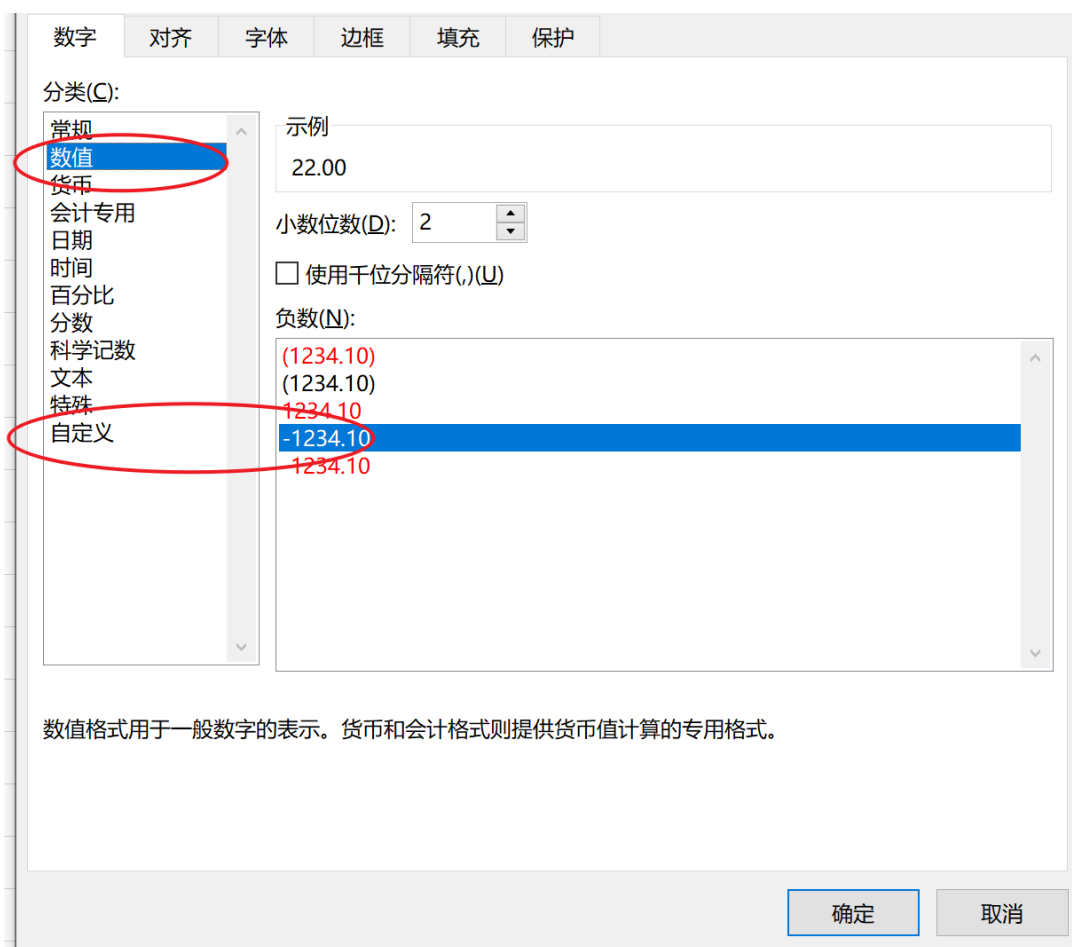 数字 对齐 字体 边框 填充 保护
分类(C):
常规
数值
货币
会计专用
日期
时间
百分比
分数
科学记数
文本
特殊
自定义
示例
22.00
小数位数(D): 2
使用千位分隔符(,)(U)
负数(N):
(1234.10)
(1234.10)
1234.10
-1234.10
-1234.10
数值格式用于一般数字的表示。货币和会计格式则提供货币值计算的专用格式。
确定 取消